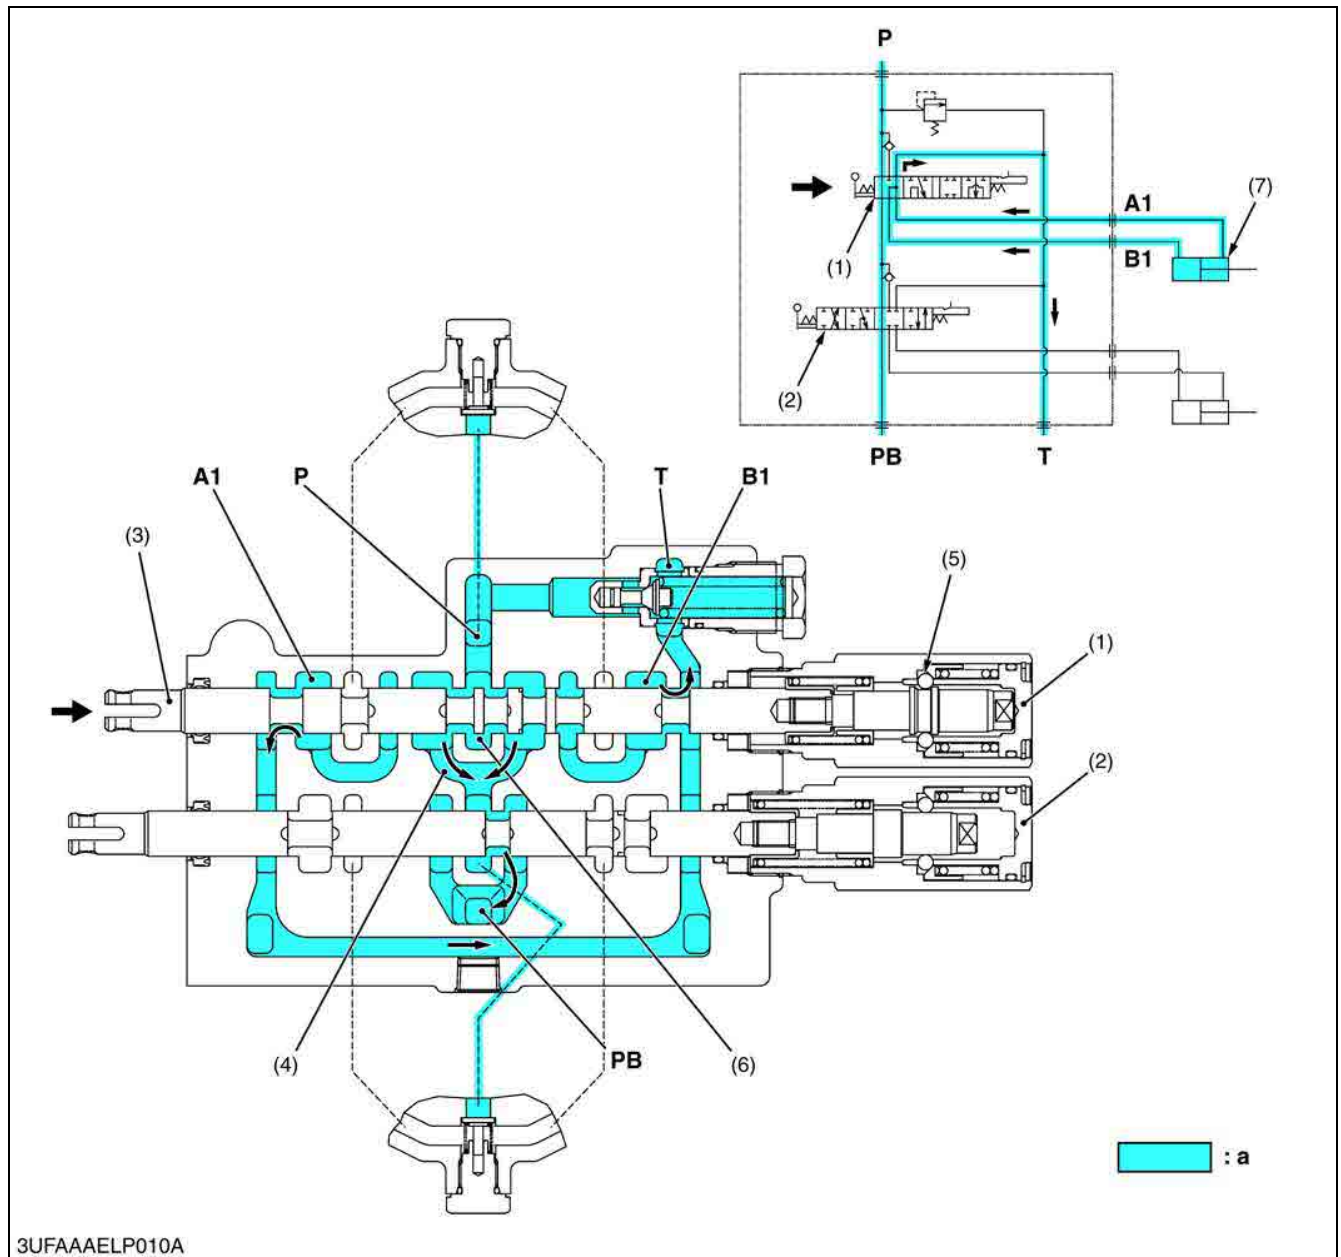 P
A1
(7)
B1
(1)
(2)
PB
T
A1
P
T
B1
(3)
(5)
(1)
(2)
(4)
PB
(6)
: a
3UFAAAELP010A